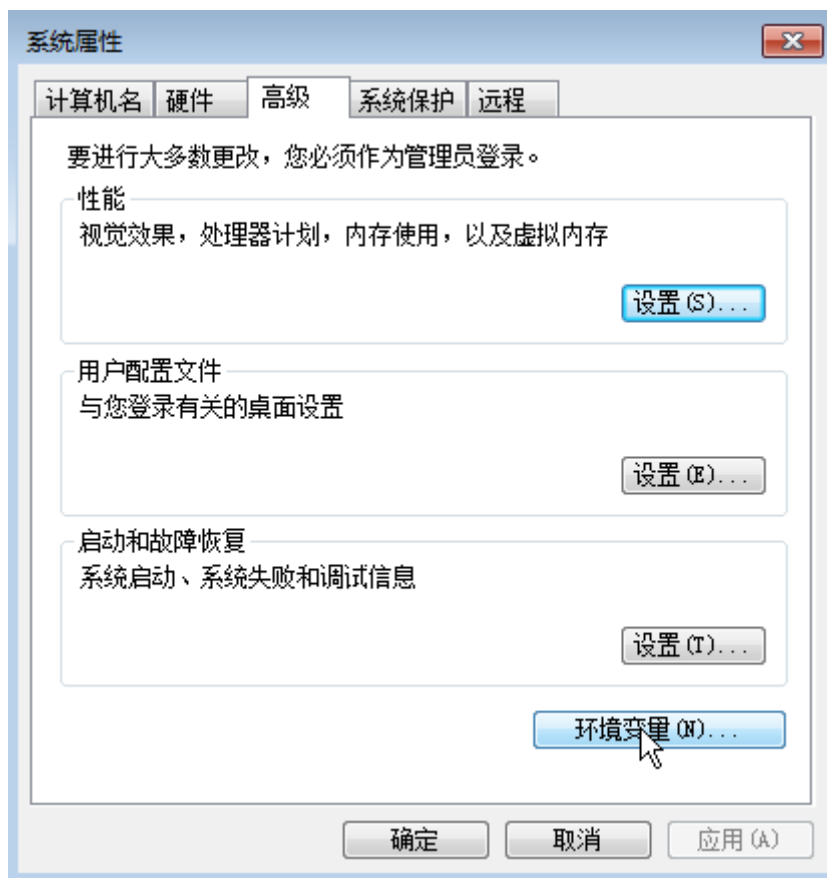 系统属性
计算机名 硬件 高级 系统保护 远程
要进行大多数更改，您必须作为管理员登录。
性能
视觉效果，处理器计划，内存使用，以及虚拟内存
设置(S)...
用户配置文件
与您登录有关的桌面设置
设置(E)...
启动和故障恢复
系统启动、系统失败和调试信息
设置(T)...
环境变量(N)...
确定 取消 应用(A)